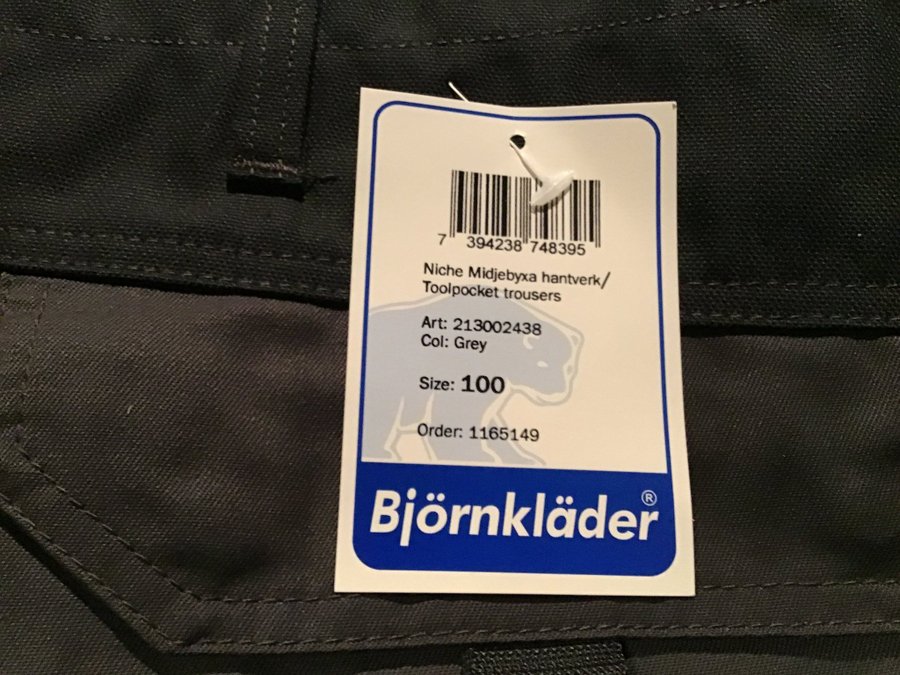 7 394238 748395
Niche Midjebyxa hantverk/
Toolpocket trousers
Art: 213002438
Col: Grey
Size: 100
Order: 1165149
Björnkläder®